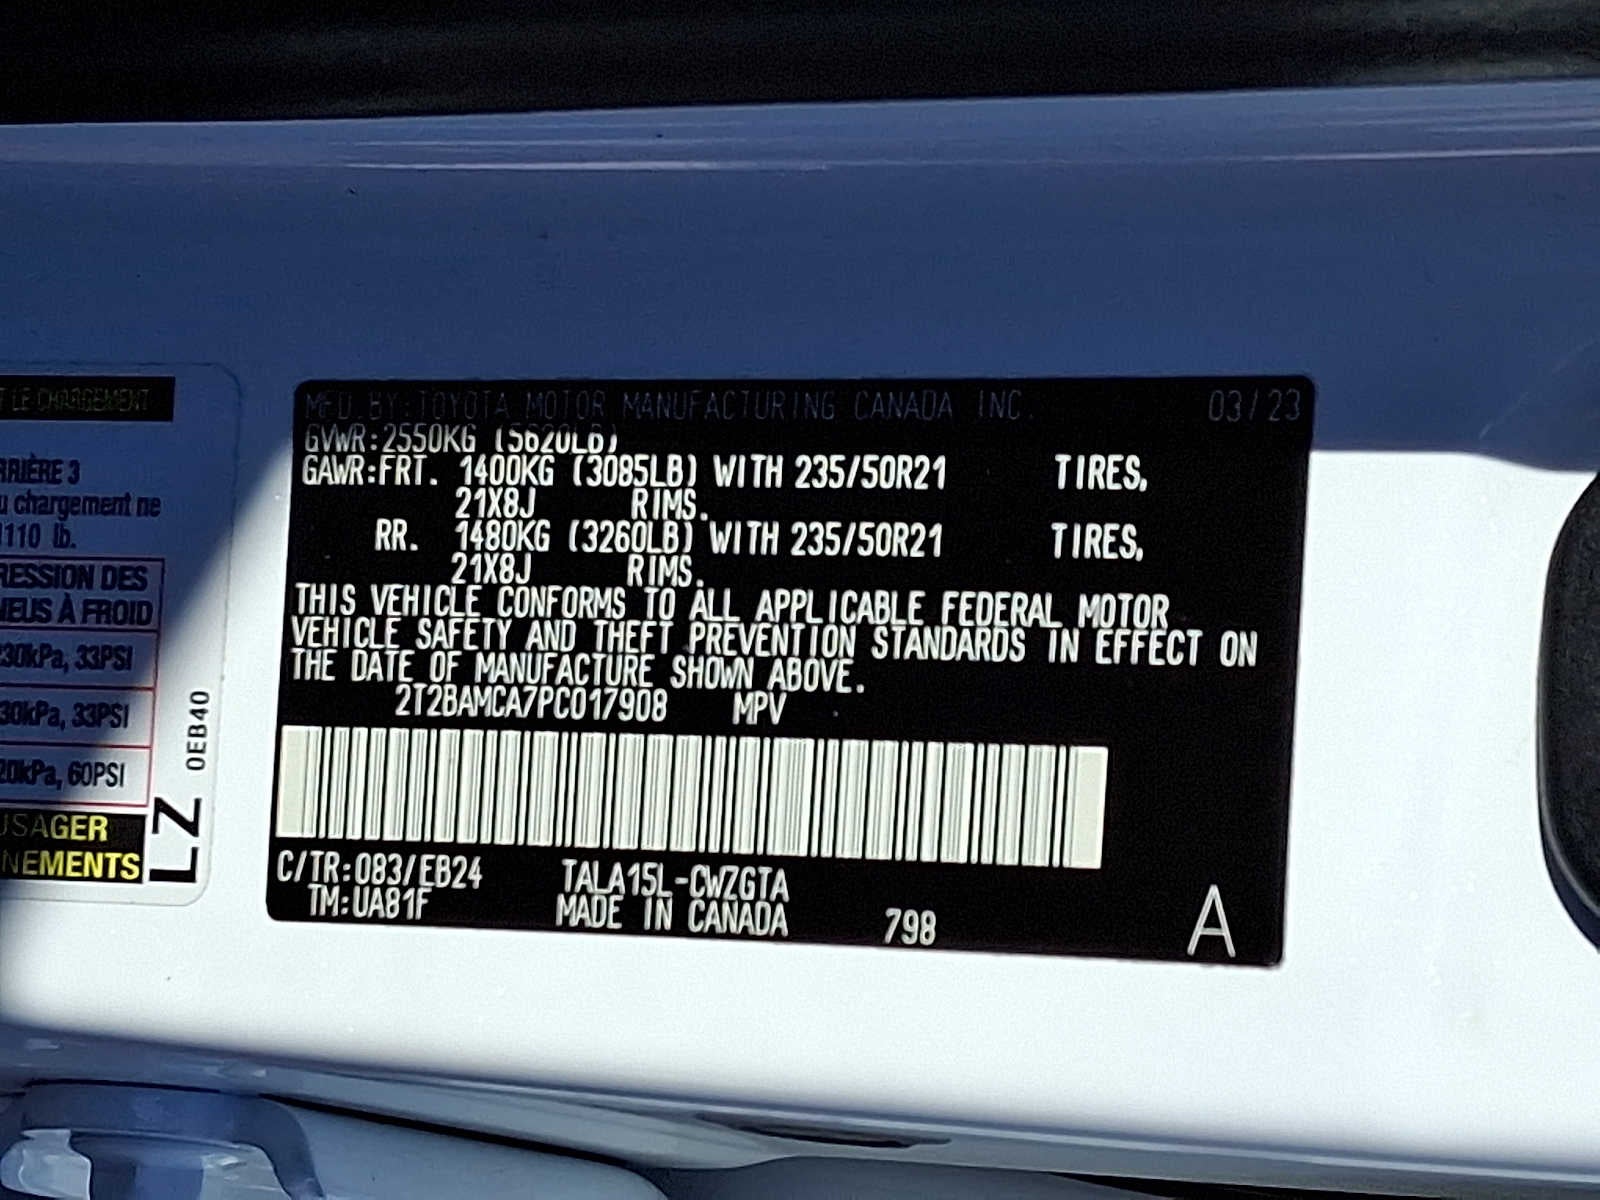 LE CHARGEMENT
RRIÈRE 3
u chargement ne
110 lb.
RESSION DES
NEUS À FROID
230kPa, 33PSI
30kPa, 33PSI
20kPa, 60PSI
USAGER
NEMENTS
0EB40
LZ
MFD.BY:TOYOTA MOTOR MANUFACTURING CANADA INC. 03/23
GVWR:2550KG (5620LB)
GAWR:FRT. 1400KG (3085LB) WITH 235/50R21 TIRES,
21X8J RIMS.
RR. 1480KG (3260LB) WITH 235/50R21 TIRES,
21X8J RIMS.
THIS VEHICLE CONFORMS TO ALL APPLICABLE FEDERAL MOTOR
VEHICLE SAFETY AND THEFT PREVENTION STANDARDS IN EFFECT ON
THE DATE OF MANUFACTURE SHOWN ABOVE.
2T2BAMCA7PC017908 MPV
C/TR:083/EB24 TALA15L-CWZGTA
TM:UA81F MADE IN CANADA 798
A